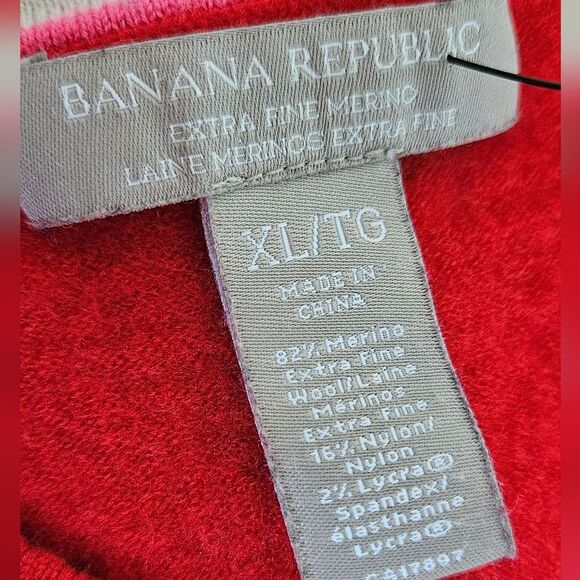 BANANA REPUBLIC
EXTRA FINE MERINO
LAINE MERINOS EXTRA FINE
XL/TG
MADE IN
CHINA
82% Merino
Extra Fine
Wool/Laine
Mérinos
Extra Fine
16% Nylon/
Nylon
2% Lycra®
Spandex/
élasthanne
Lycra®